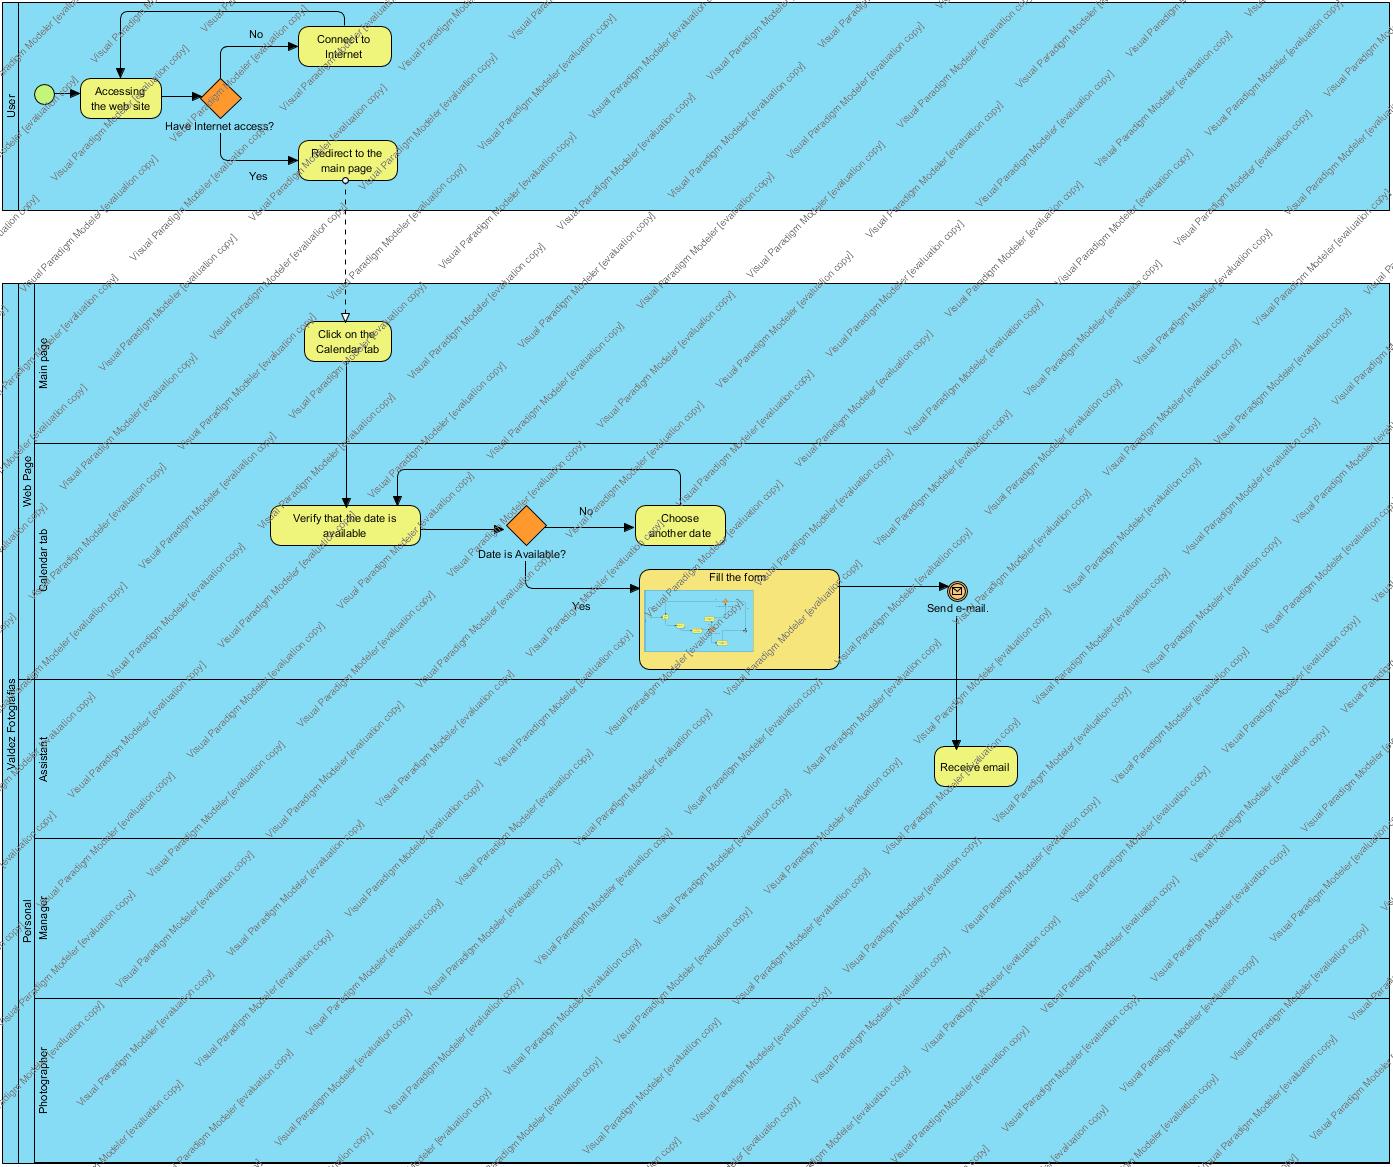 User
Connect to
Internet
No
Accessing
the web site
Have Internet access?
Redirect to the
main page
Yes
Valdez Fotografias
Web Page
Main page
Click on the
Calendar tab
Calendar tab
Verify that the date is
available
Date is Available?
No
Choose
another date
Yes
Fill the form
Send e-mail.
Personal
Assistant
Receive email
Manager
Photographer
Visual Paradigm Modeler [evaluation copy]